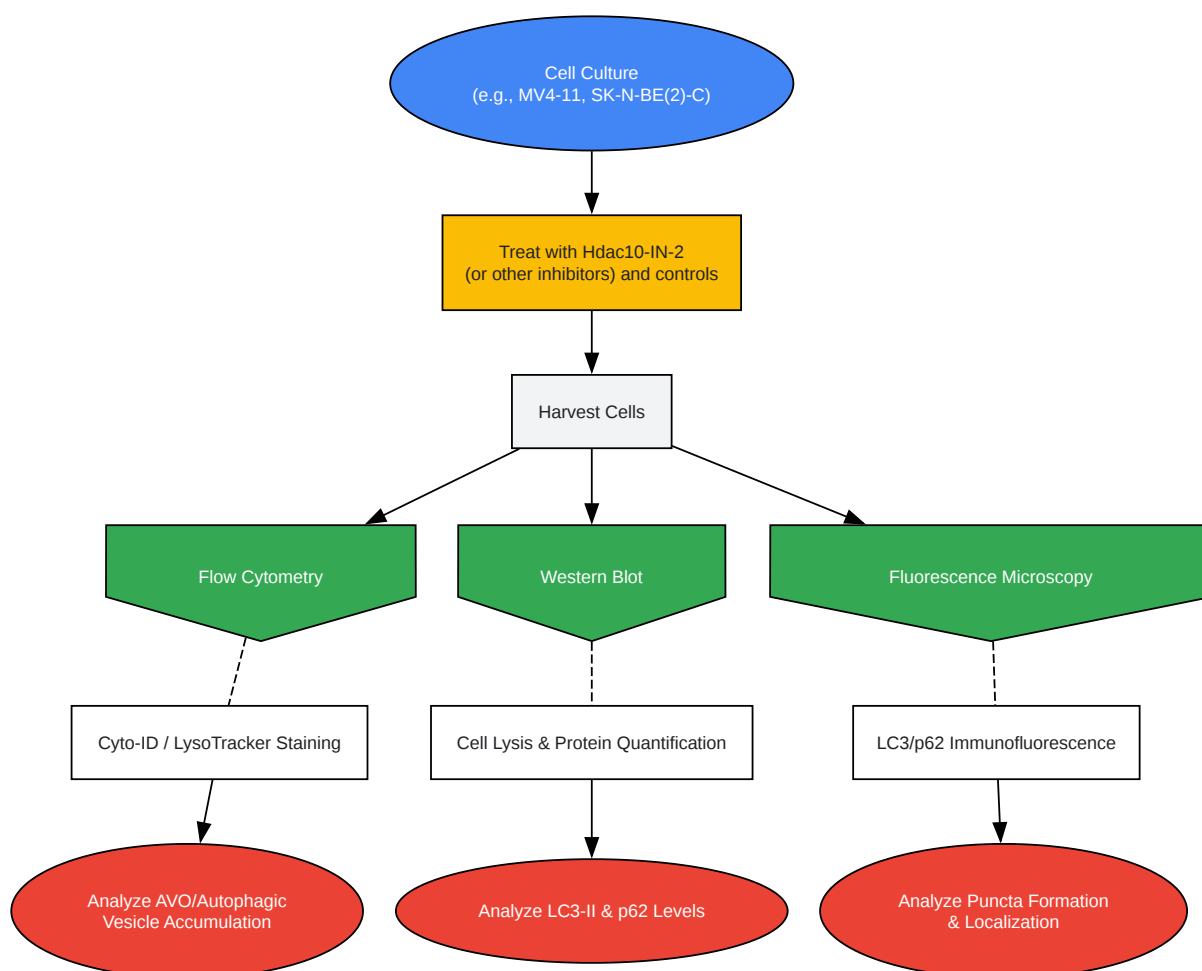 Cell Culture
(e.g., MV4-11, SK-N-BE(2)-C)
Treat with Hdac10-IN-2
(or other inhibitors) and controls
Harvest Cells
Flow Cytometry
Western Blot
Fluorescence Microscopy
Cyto-ID / LysoTracker Staining
Cell Lysis & Protein Quantification
LC3/p62 Immunofluorescence
Analyze AVO/Autophagic
Vesicle Accumulation
Analyze LC3-II & p62 Levels
Analyze Puncta Formation
& Localization